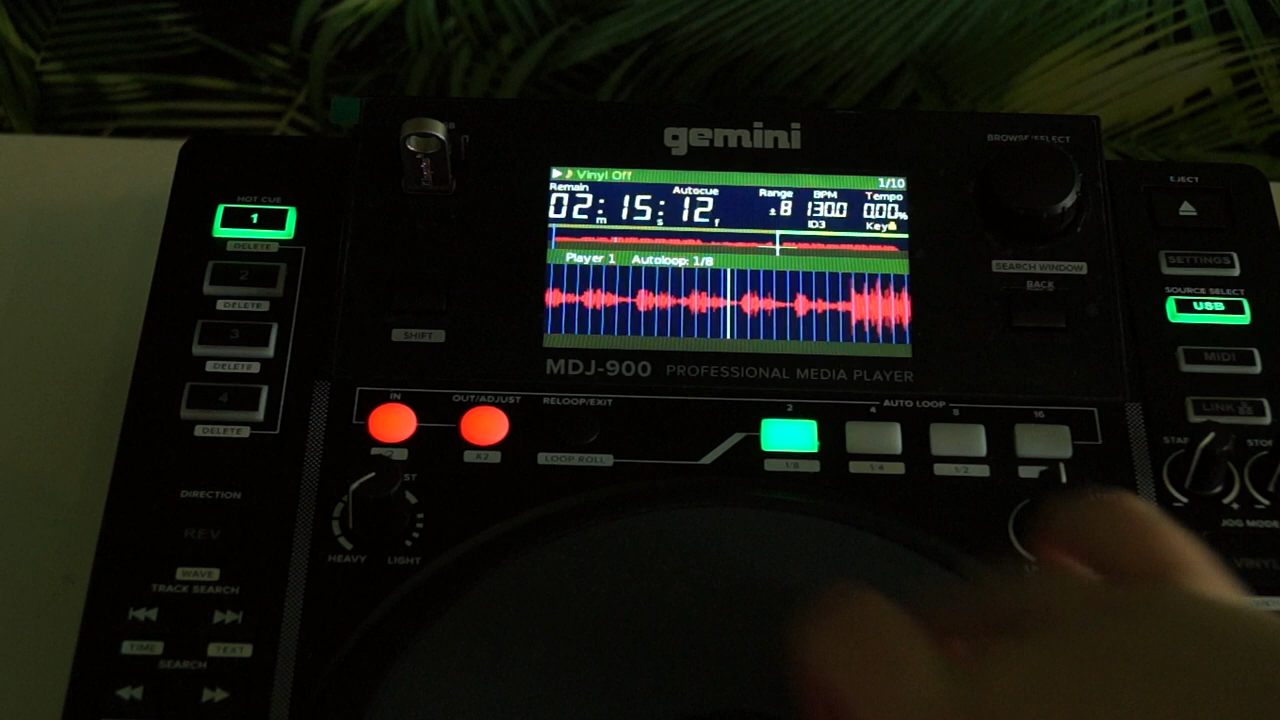 gemini
BROWSE/SELECT
Vinyl Off
1/10
Remain
Autocue
Range
BPM
Tempo
02:15:12
m
s
f
±8
130.0
0.00%
ID3
Key
Player 1
Autoloop: 1/8
MDJ-900
PROFESSIONAL MEDIA PLAYER
HOT CUE
1
DELETE
2
DELETE
3
DELETE
4
DELETE
SHIFT
SEARCH WINDOW
BACK
EJECT
SETTINGS
SOURCE SELECT
USB
MIDI
LINK
IN
OUT/ADJUST
RELOOP/EXIT
LOOP ROLL
X2
2
4
AUTO LOOP
8
16
1/8
1/4
1/2
HEAVY
LIGHT
JOG MODE
VINYL
DIRECTION
REV
WAVE
TRACK SEARCH
TIME
TEXT
SEARCH